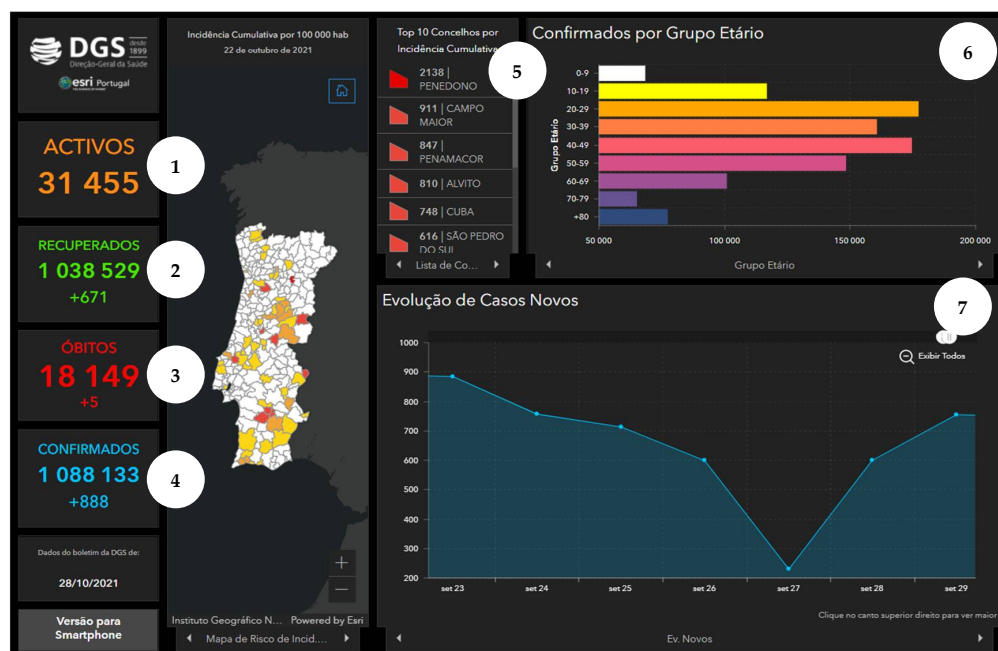 DGS desde 1899
Direção-Geral da Saúde
esri Portugal
ACTIVOS
31 455
1
RECUPERADOS
1 038 529
+671
2
ÓBITOS
18 149
+5
3
CONFIRMADOS
1 088 133
+888
4
Dados do boletim da DGS de:
28/10/2021
Versão para
Smartphone
Incidência Cumulativa por 100 000 hab
22 de outubro de 2021
+
−
Instituto Geográfico N... Powered by Esri
Mapa de Risco de Incid....
Top 10 Concelhos por
Incidência Cumulativa
5
2138 |
PENEDONO
911 | CAMPO
MAIOR
847 |
PENAMACOR
810 | ALVITO
748 | CUBA
616 | SÃO PEDRO
DO SUL
Lista de Co...
Confirmados por Grupo Etário
6
Grupo Etário
0-9
10-19
20-29
30-39
40-49
50-59
60-69
70-79
+80
50 000 100 000 150 000 200 000
Grupo Etário
Evolução de Casos Novos
7
Exibir Todos
1000
900
800
700
600
500
400
300
200
set 23 set 24 set 25 set 26 set 27 set 28 set 29
Clique no canto superior direito para ver maior
Ev. Novos